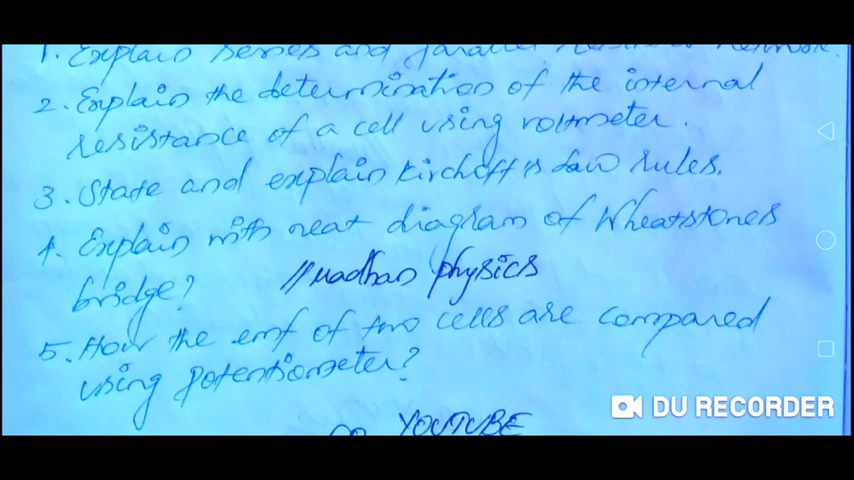 1. Explain series and parallel
2. Explain the determination of the internal
resistance of a cell using voltmeter.
3. State and explain Kirchoff's law rules.
4. Explain with neat diagram of Wheatstones
bridge? // Madhan physics
5. How the emf of two cells are compared
using potentiometer?
DU RECORDER
YOUTUBE